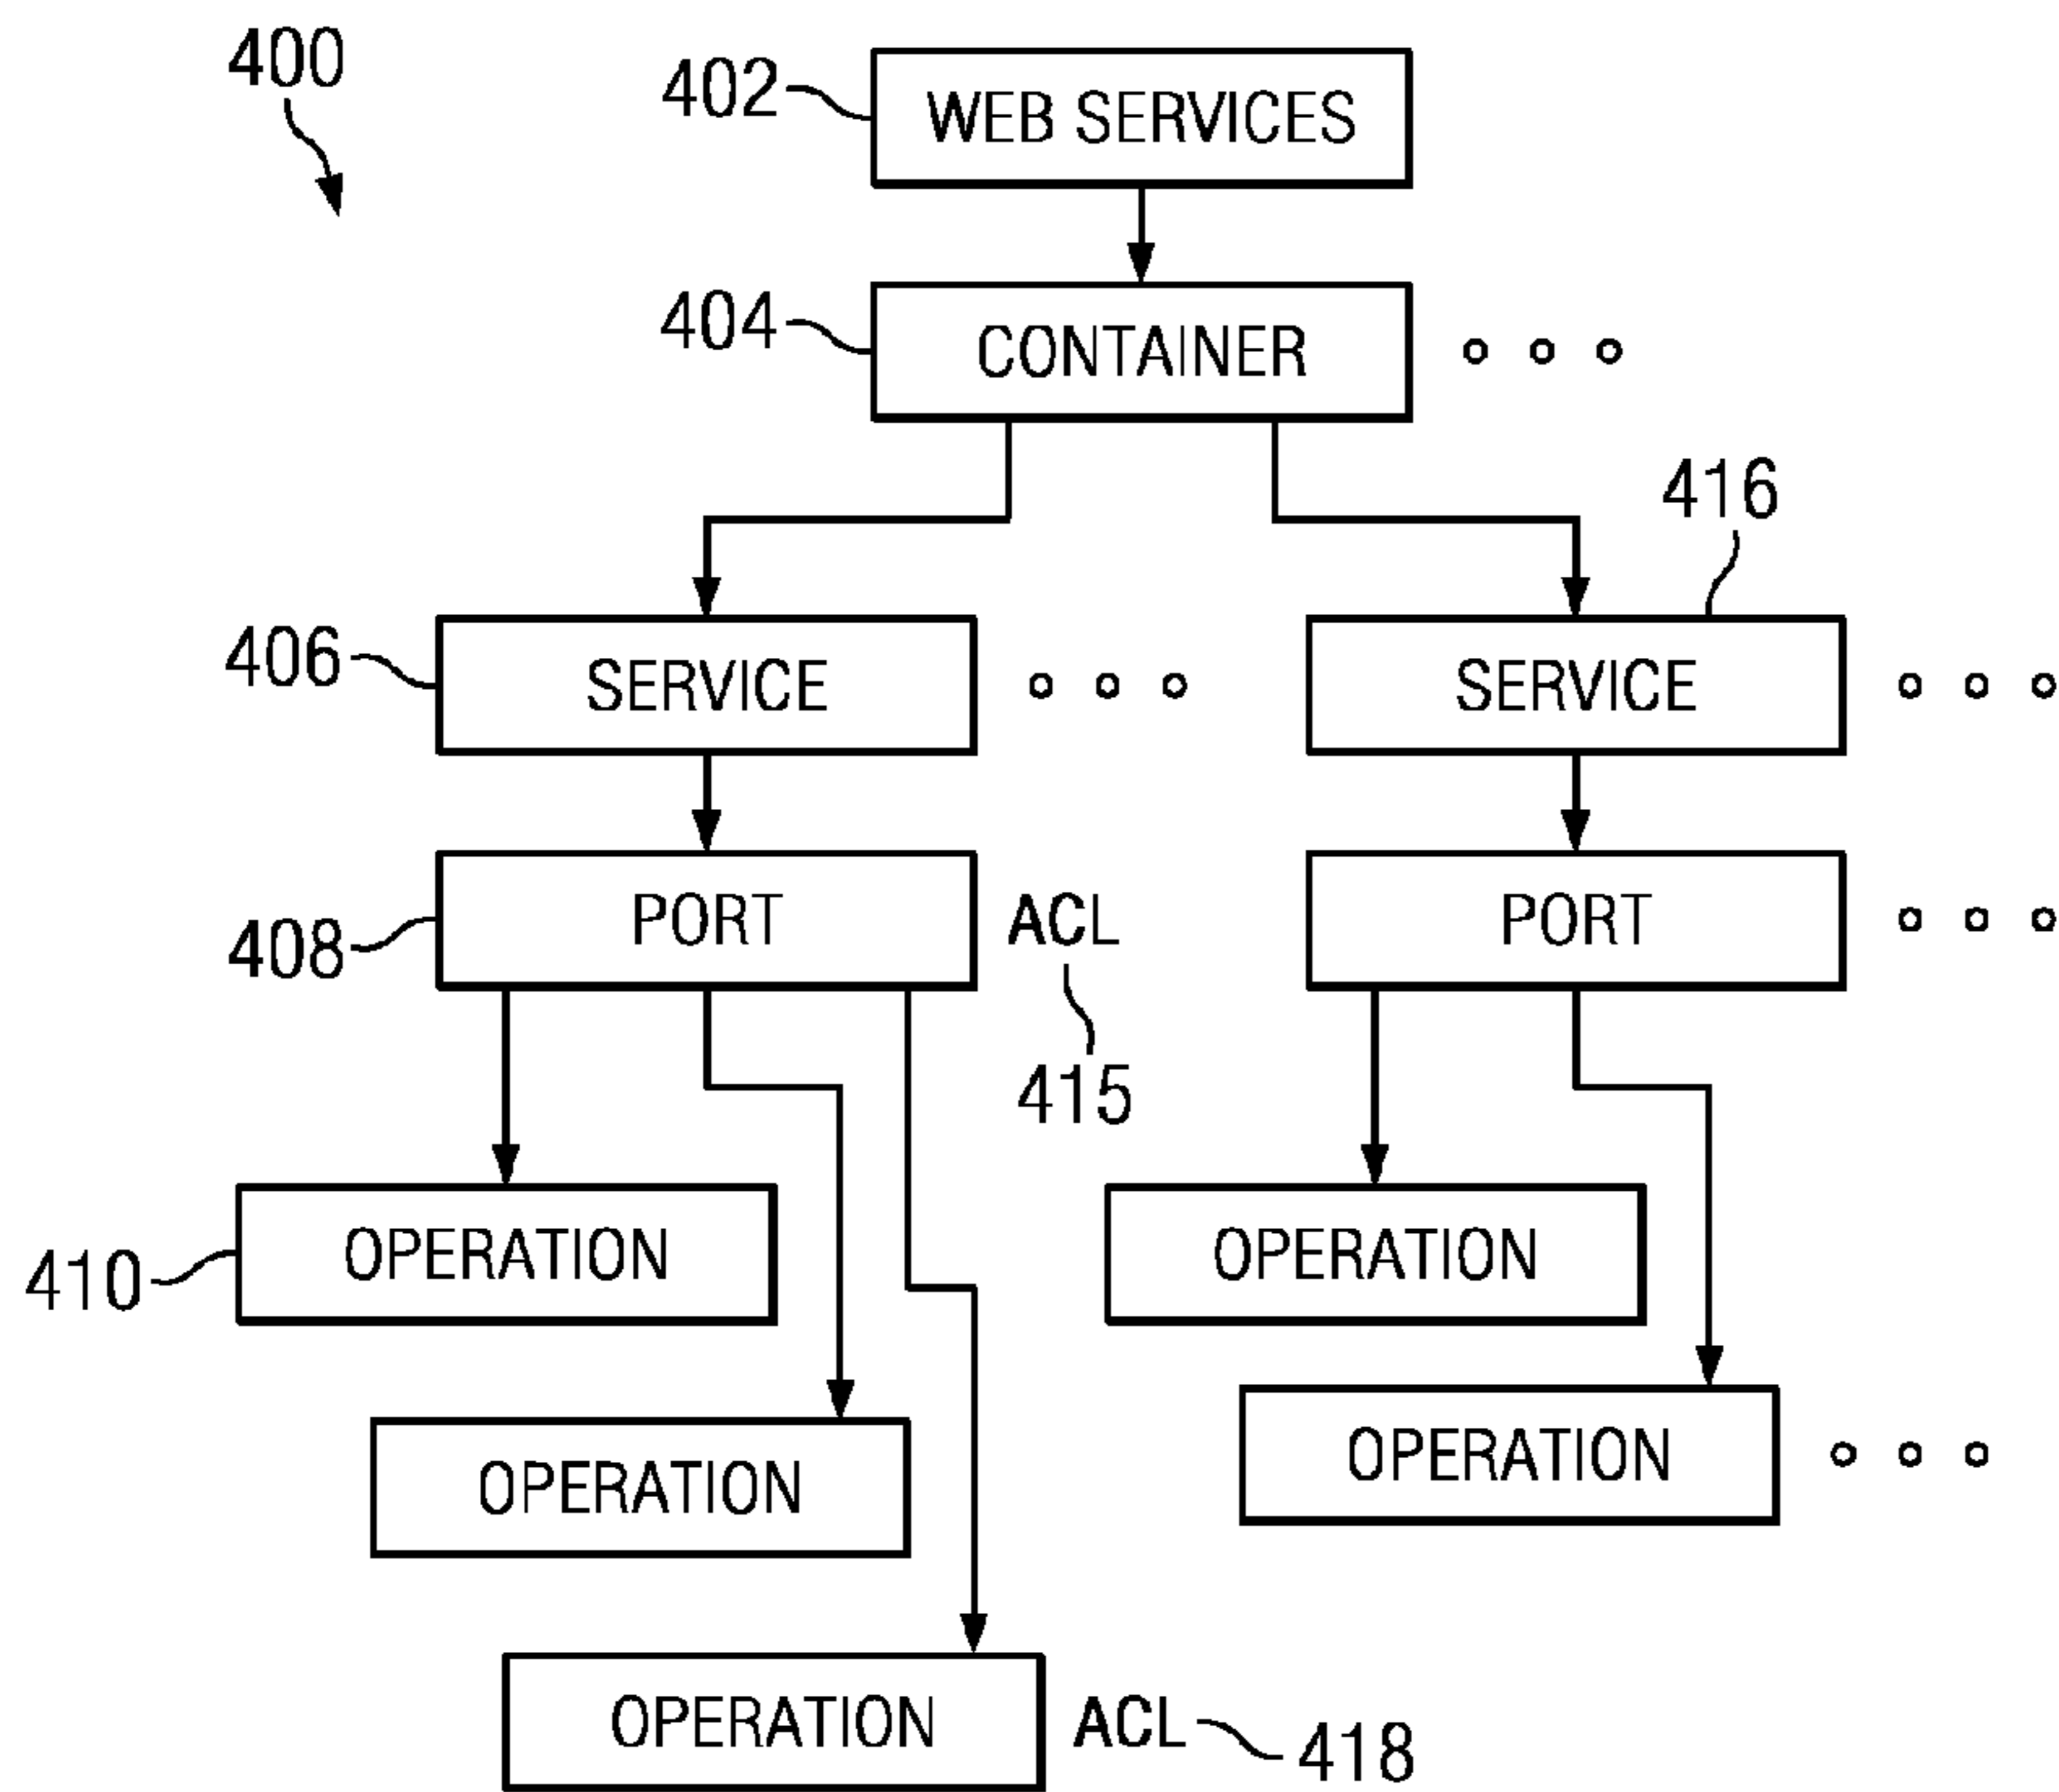 400
402
WEB SERVICES
404
CONTAINER
416
406
SERVICE
SERVICE
408
PORT
ACL
PORT
415
410
OPERATION
OPERATION
OPERATION
OPERATION
OPERATION
ACL
418